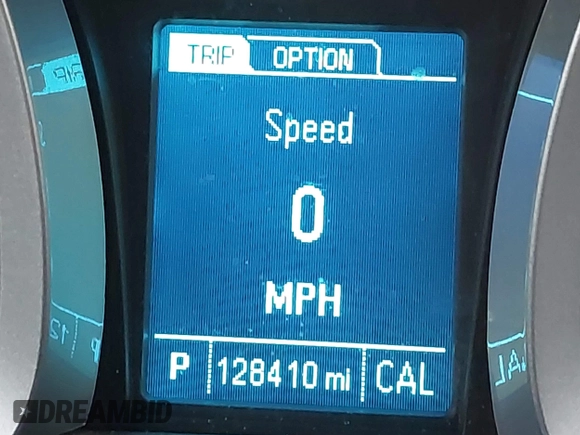 TRIP OPTION
Speed
0
MPH
P 128410 mi CAL
DREAMBID